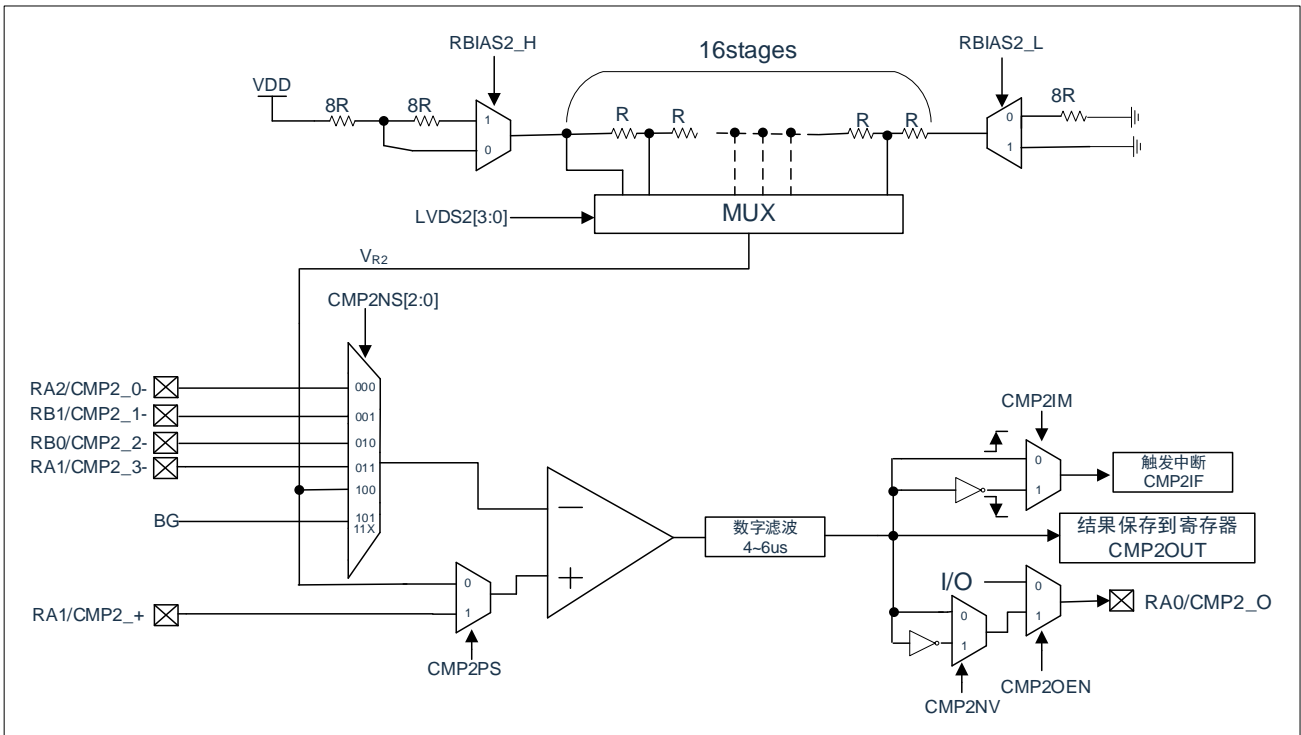 RBIAS2_H
16stages
RBIAS2_L
VDD
8R
8R
R
R
R
R
8R
1
0
0
1
LVDS2[3:0]
MUX
VR2
CMP2NS[2:0]
RA2/CMP2_0-
000
RB1/CMP2_1-
001
RB0/CMP2_2-
010
RA1/CMP2_3-
011
100
BG
101
11X
−
+
数字滤波
4~6us
CMP2IM
0
1
触发中断
CMP2IF
结果保存到寄存器
CMP2OUT
I/O
0
1
RA0/CMP2_O
0
1
CMP2OEN
CMP2NV
0
1
RA1/CMP2_+
CMP2PS